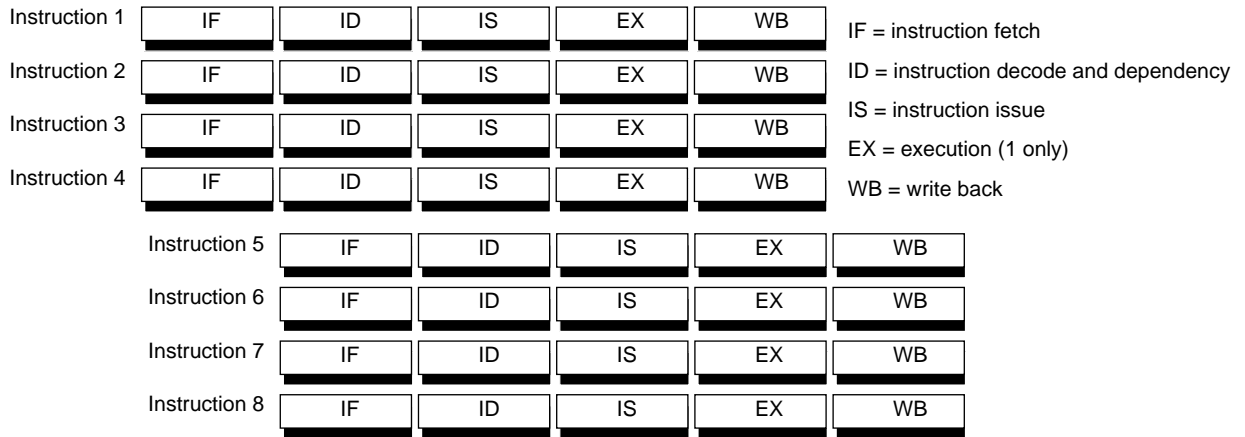 Instruction 1 IF ID IS EX WB
IF = instruction fetch
Instruction 2 IF ID IS EX WB
ID = instruction decode and dependency
Instruction 3 IF ID IS EX WB
IS = instruction issue
EX = execution (1 only)
Instruction 4 IF ID IS EX WB
WB = write back
Instruction 5 IF ID IS EX WB
Instruction 6 IF ID IS EX WB
Instruction 7 IF ID IS EX WB
Instruction 8 IF ID IS EX WB